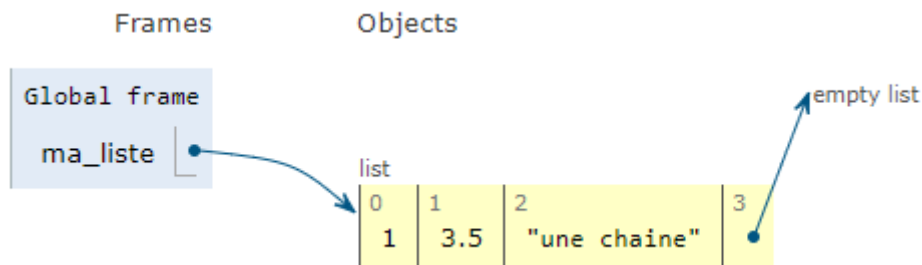 Frames Objects
Global frame
empty list
ma_liste
list
0 1 2 3
1 3.5 "une chaine"